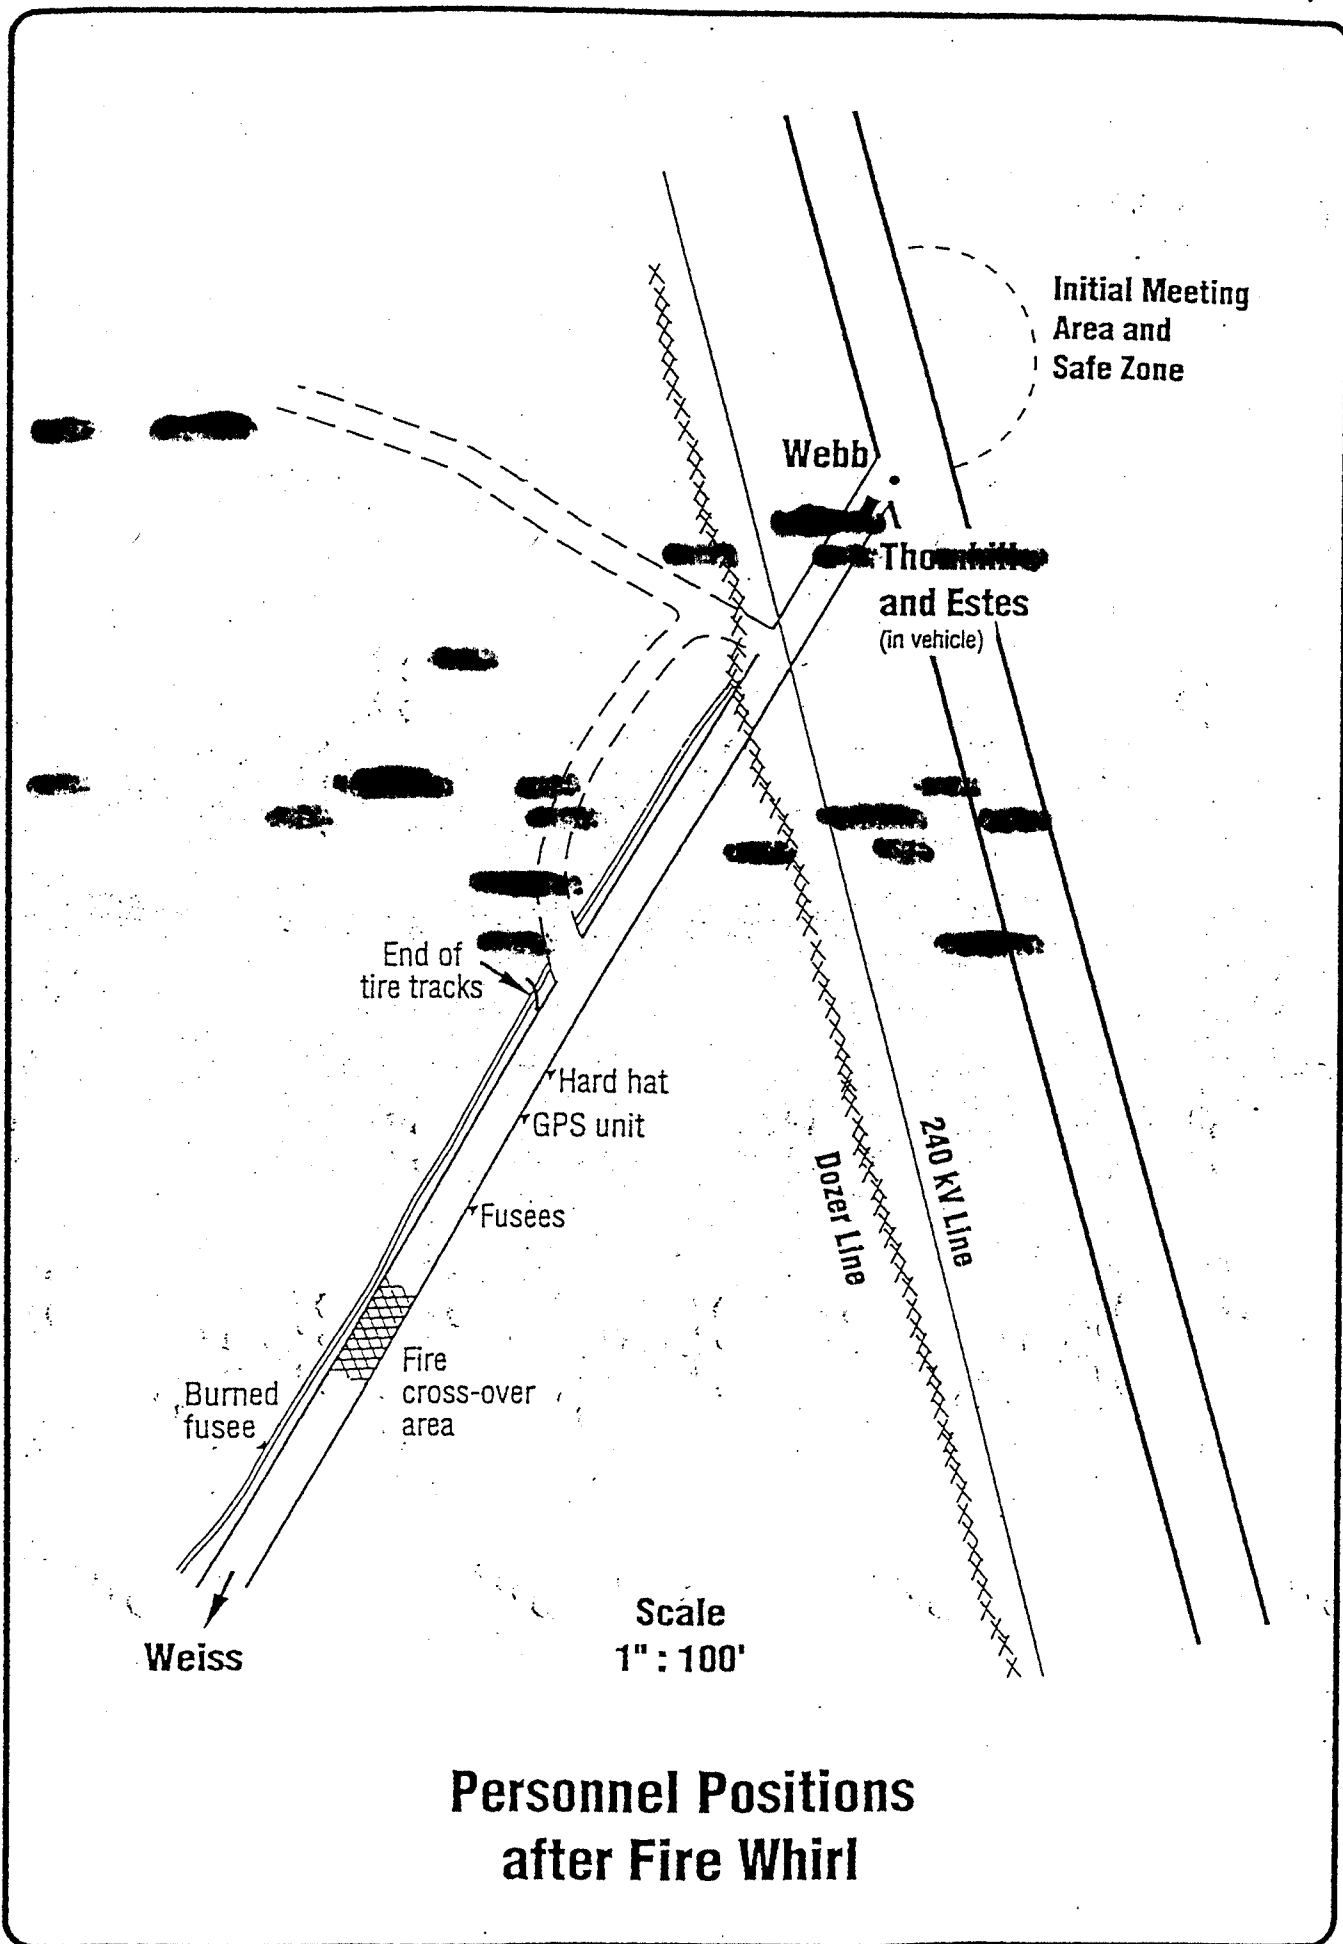 Initial Meeting
Area and
Safe Zone
Webb
and Estes
(in vehicle)
End of
tire tracks
Hard hat
GPS unit
Fusees
240 kV Line
Dozer Line
Fire
cross-over
area
Burned
fusee
Weiss
Scale
1" : 100'
Personnel Positions
after Fire Whirl